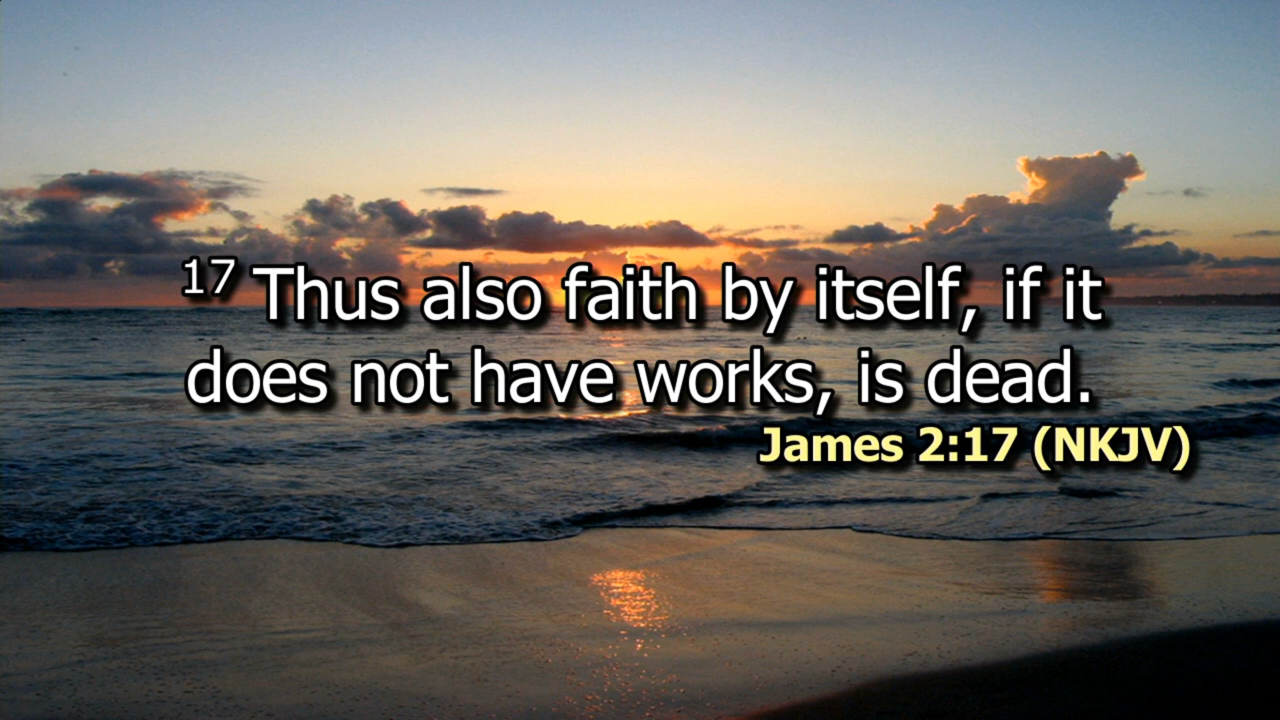 17 Thus also faith by itself, if it
does not have works, is dead.
James 2:17 (NKJV)